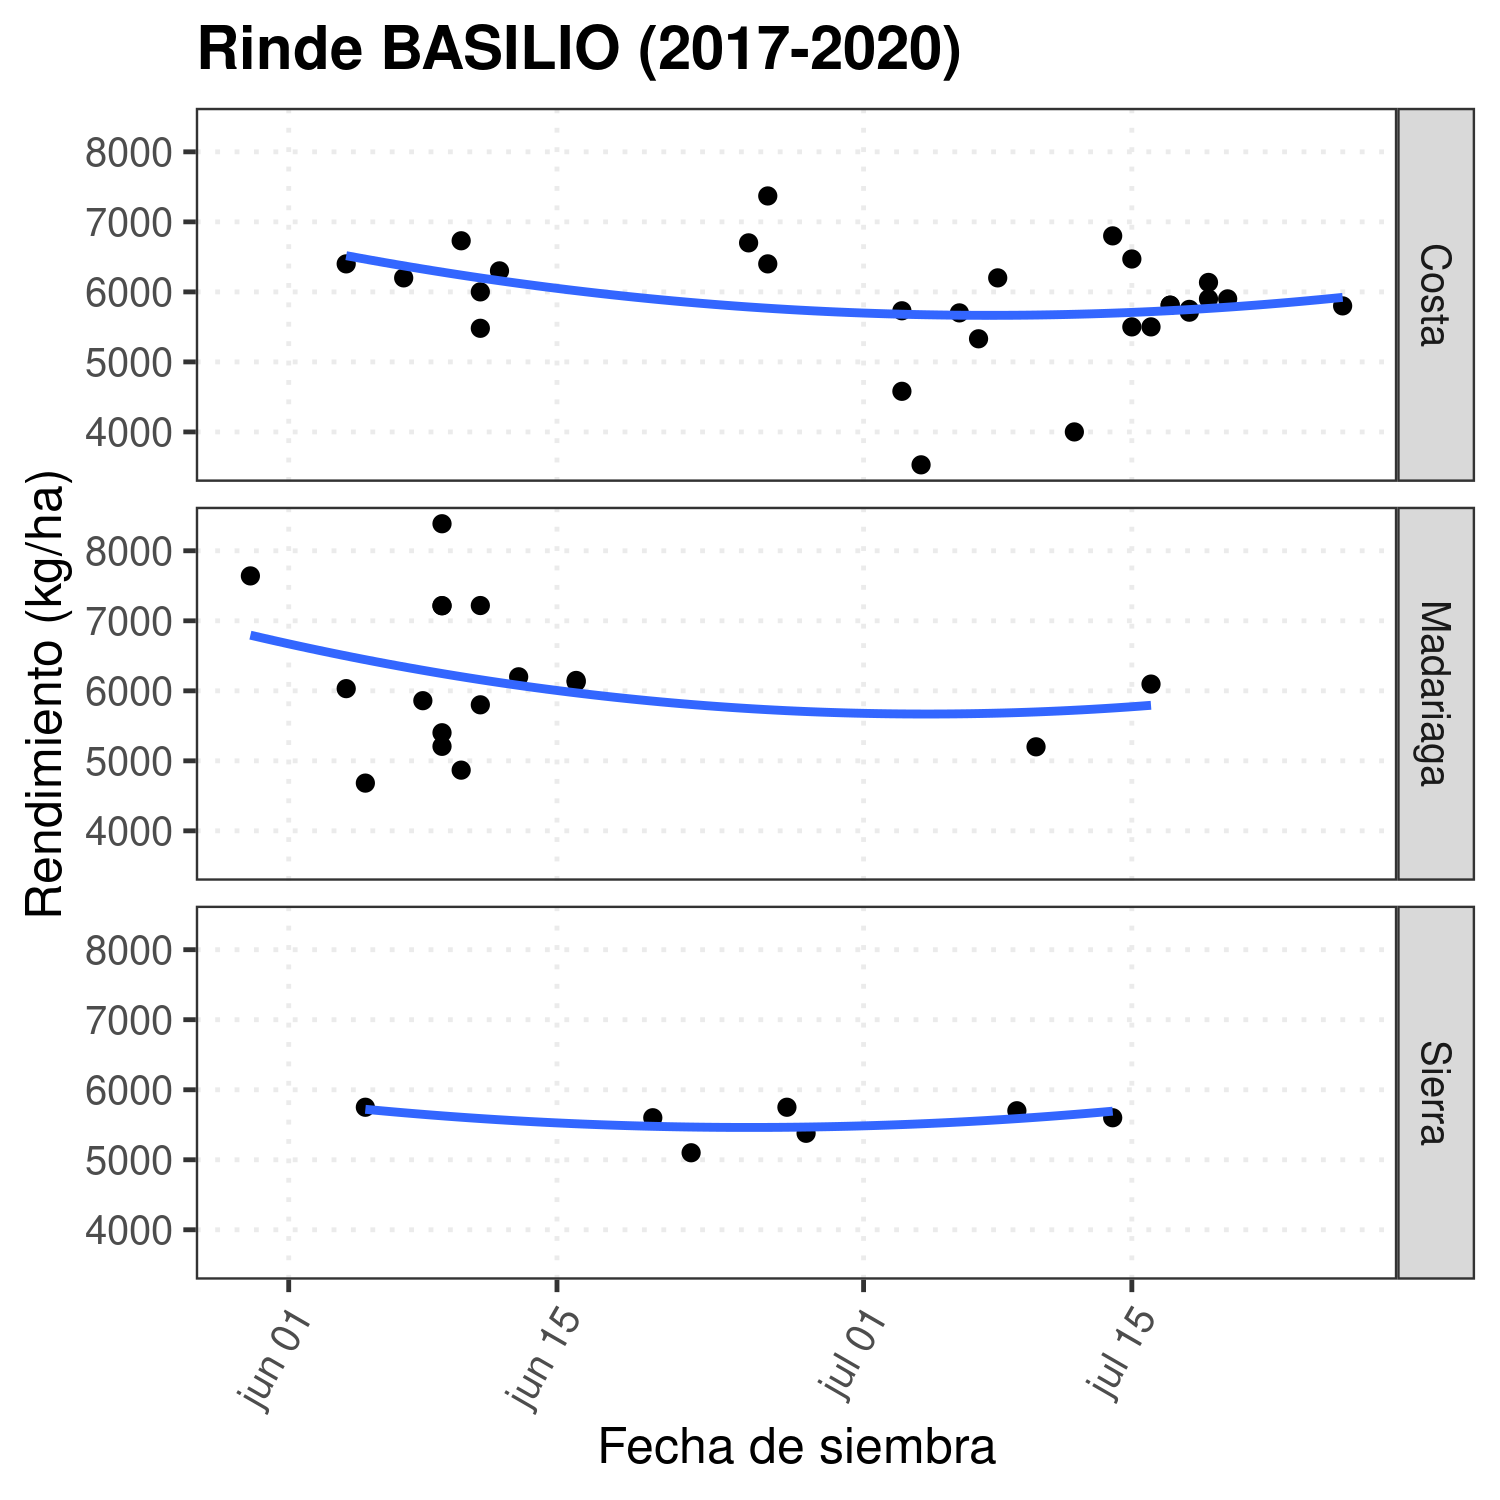 Rinde BASILIO (2017-2020)
Rendimiento (kg/ha)
8000
7000
6000
5000
4000
Costa
8000
7000
6000
5000
4000
Madariaga
8000
7000
6000
5000
4000
Sierra
jun 01
jun 15
jul 01
jul 15
Fecha de siembra